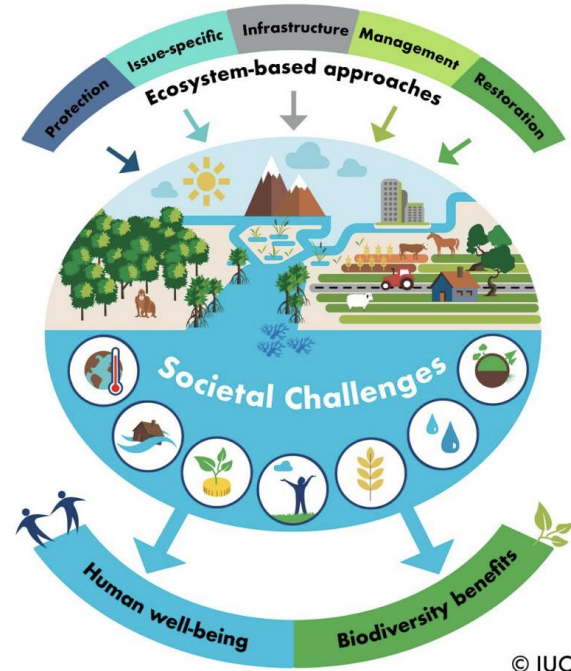 Protection
Issue-specific
Infrastructure
Management
Restoration
Ecosystem-based approaches
Societal Challenges
Human well-being
Biodiversity benefits
© IUC